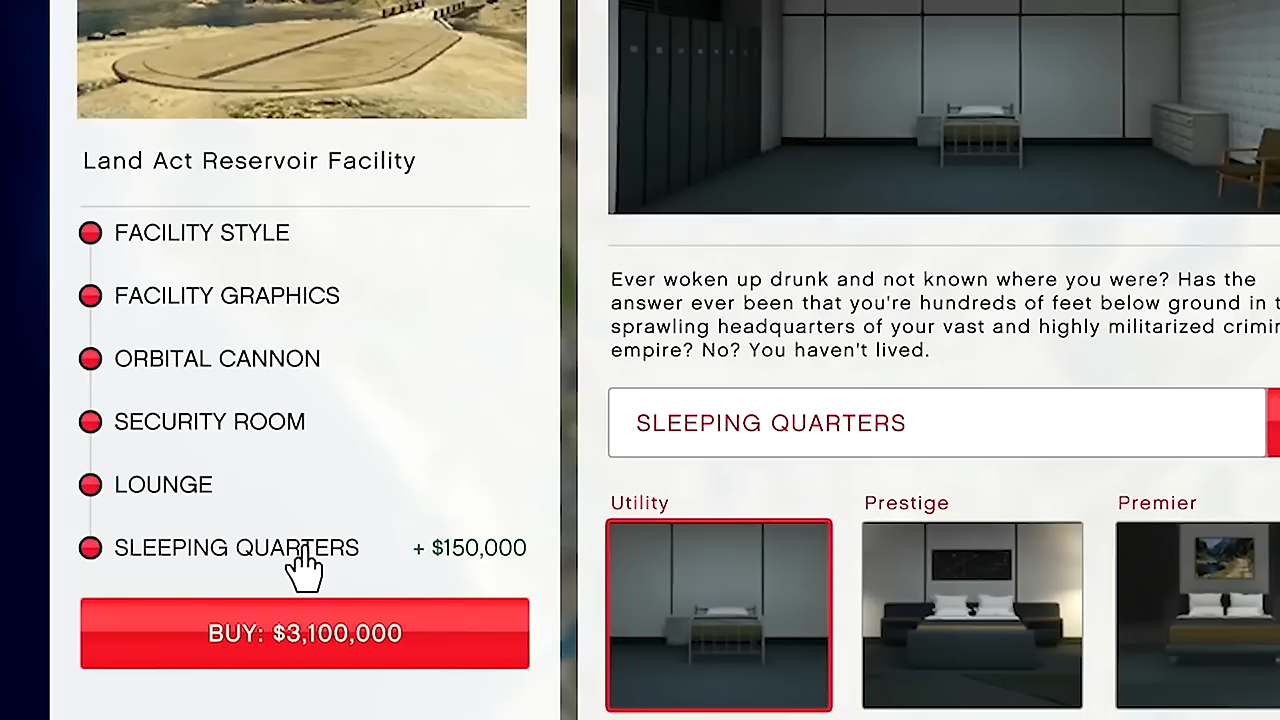 Land Act Reservoir Facility
FACILITY STYLE
FACILITY GRAPHICS
ORBITAL CANNON
SECURITY ROOM
LOUNGE
SLEEPING QUARTERS + $150,000
BUY: $3,100,000
Ever woken up drunk and not known where you were? Has the
answer ever been that you're hundreds of feet below ground in
sprawling headquarters of your vast and highly militarized
empire? No? You haven't lived.
SLEEPING QUARTERS
Utility Prestige Premier